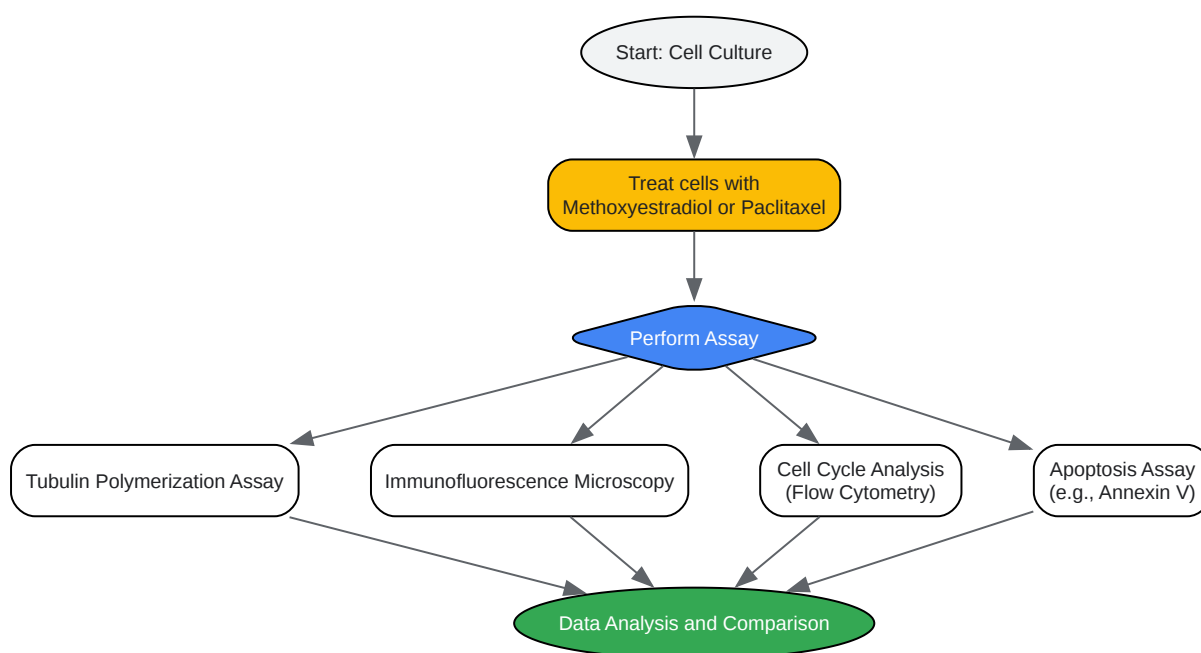 Start: Cell Culture
Treat cells with
Methoxyestradiol or Paclitaxel
Perform Assay
Tubulin Polymerization Assay
Immunofluorescence Microscopy
Cell Cycle Analysis
(Flow Cytometry)
Apoptosis Assay
(e.g., Annexin V)
Data Analysis and Comparison